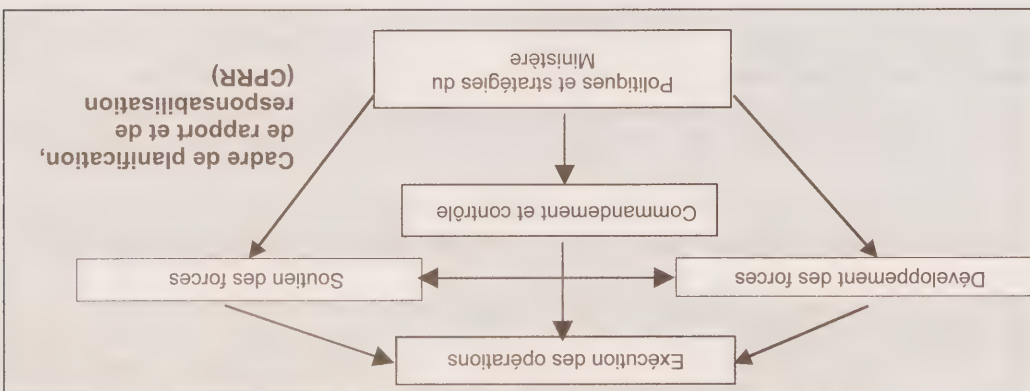 Exécution des opérations
Développement des forces
Soutien des forces
Commandement et contrôle
Cadre de planification,
de rapport et de
responsabilisation
(CPRR)
Politiques et stratégies du
Ministère